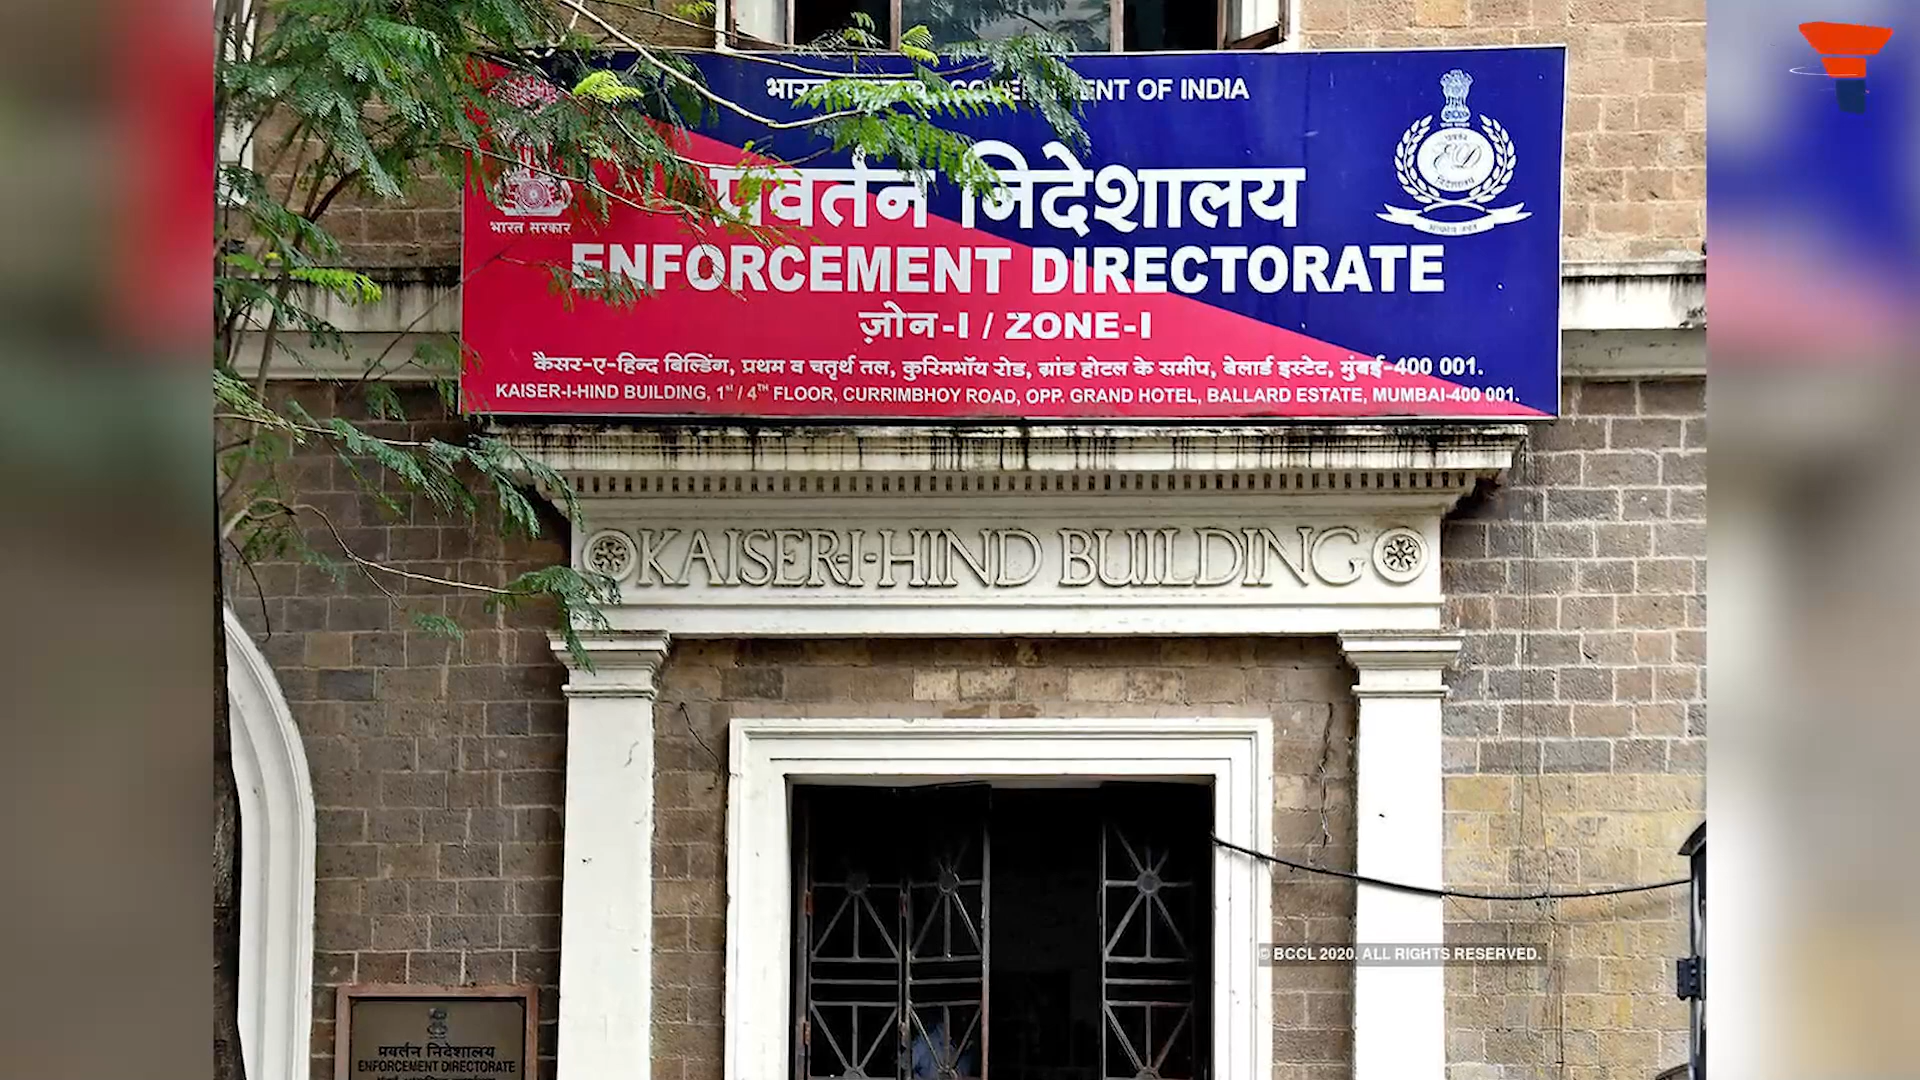 OF INDIA
भारत सरकार
प्रवर्तन निदेशालय
ENFORCEMENT DIRECTORATE
ज़ोन-I / ZONE-I
कैसर-ए-हिन्द बिल्डिंग, प्रथम व चतुर्थ तल, कुरिमभॉय रोड, ग्रांड होटल के समीप, बेलार्ड इस्टेट, मुंबई-400 001.
KAISER-I-HIND BUILDING, 1st / 4TH FLOOR, CURRIMBHOY ROAD, OPP. GRAND HOTEL, BALLARD ESTATE, MUMBAI-400 001.
KAISER-I-HIND BUILDING
© BCCL 2020. ALL RIGHTS RESERVED.
प्रवर्तन निदेशालय
ENFORCEMENT DIRECTORATE